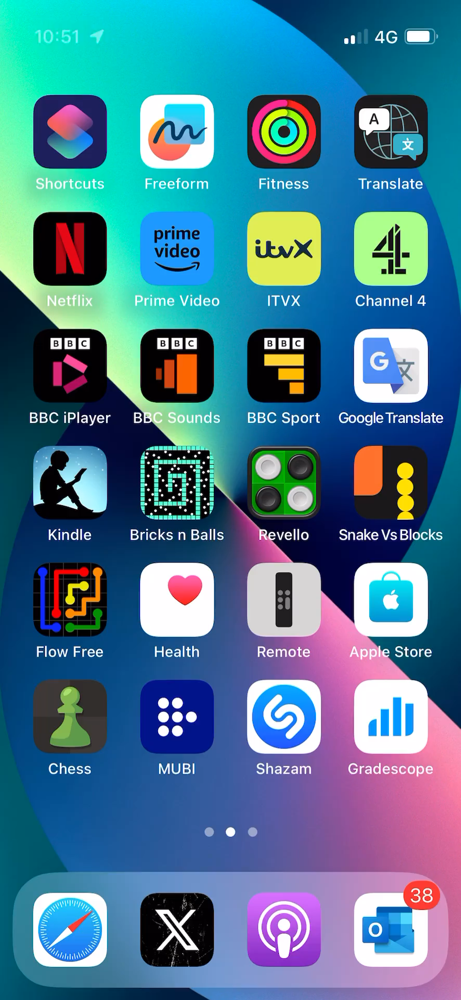 10:51
4G
A
文
Shortcuts
Freeform
Fitness
Translate
N
prime
video
itvX
4
Netflix
Prime Video
ITVX
Channel 4
BBC
BBC
BBC
G
文
BBC iPlayer
BBC Sounds
BBC Sport
Google Translate
Kindle
Bricks n Balls
Revello
Snake Vs Blocks
Flow Free
Health
Remote
Apple Store
Chess
MUBI
Shazam
Gradescope
38
X
O